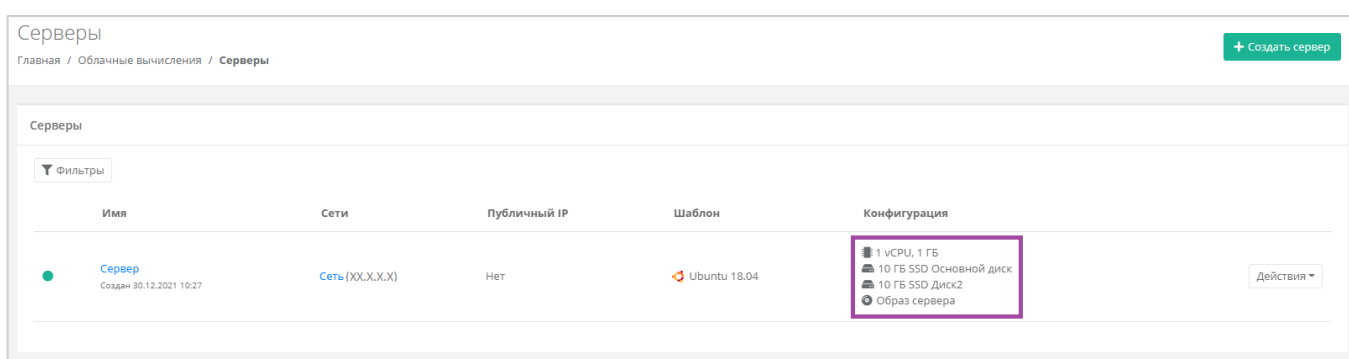 Серверы
Главная / Облачные вычисления / Серверы
+ Создать сервер
Серверы
Фильтры
Имя Сети Публичный IP Шаблон Конфигурация
1 vCPU, 1 ГБ
Сервер 10 ГБ SSD Основной диск
Сеть (XX.X.X.X) Нет Ubuntu 18.04 Действия
Создан 30.12.2021 10:27 10 ГБ SSD Диск2
Образ сервера